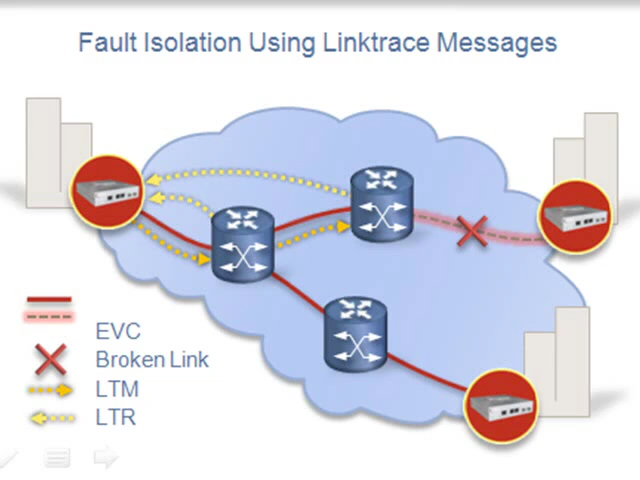 Fault Isolation Using Linktrace Messages
EVC
Broken Link
LTM
LTR